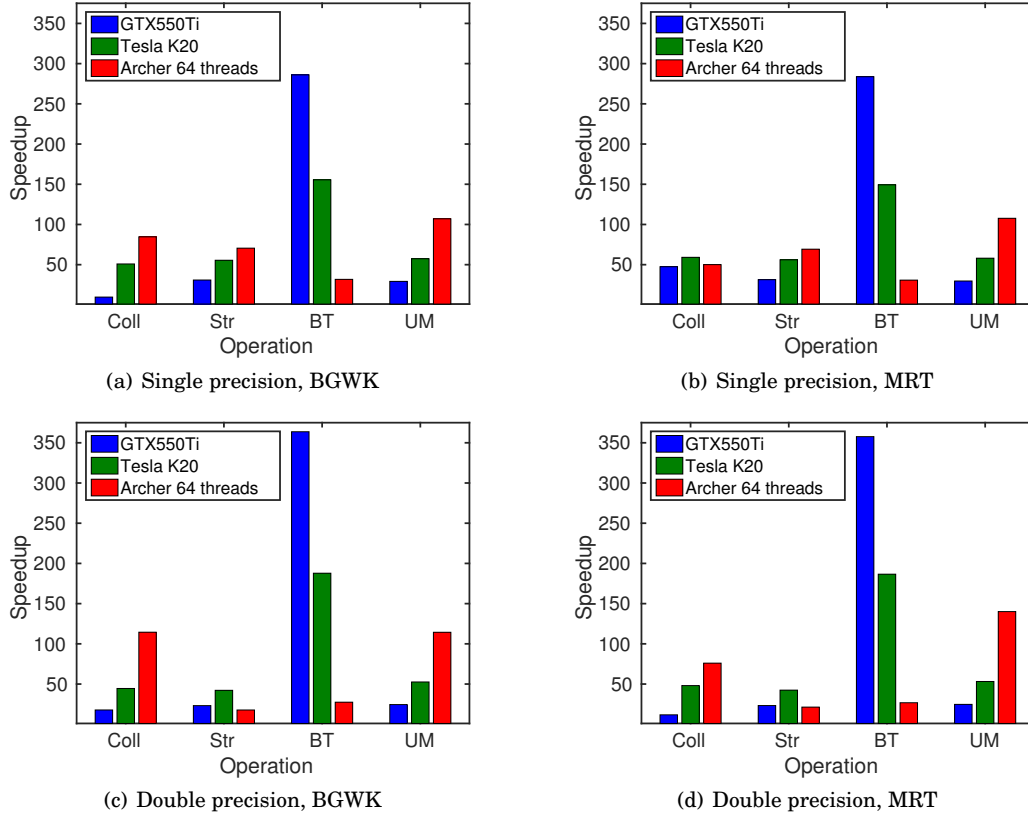 350
300
250
200
150
100
50
Speedup
GTX550Ti
Tesla K20
Archer 64 threads
Coll Str BT UM
Operation
(a) Single precision, BGWK
350
300
250
200
150
100
50
Speedup
GTX550Ti
Tesla K20
Archer 64 threads
Coll Str BT UM
Operation
(b) Single precision, MRT
350
300
250
200
150
100
50
Speedup
GTX550Ti
Tesla K20
Archer 64 threads
Coll Str BT UM
Operation
(c) Double precision, BGWK
350
300
250
200
150
100
50
Speedup
GTX550Ti
Tesla K20
Archer 64 threads
Coll Str BT UM
Operation
(d) Double precision, MRT